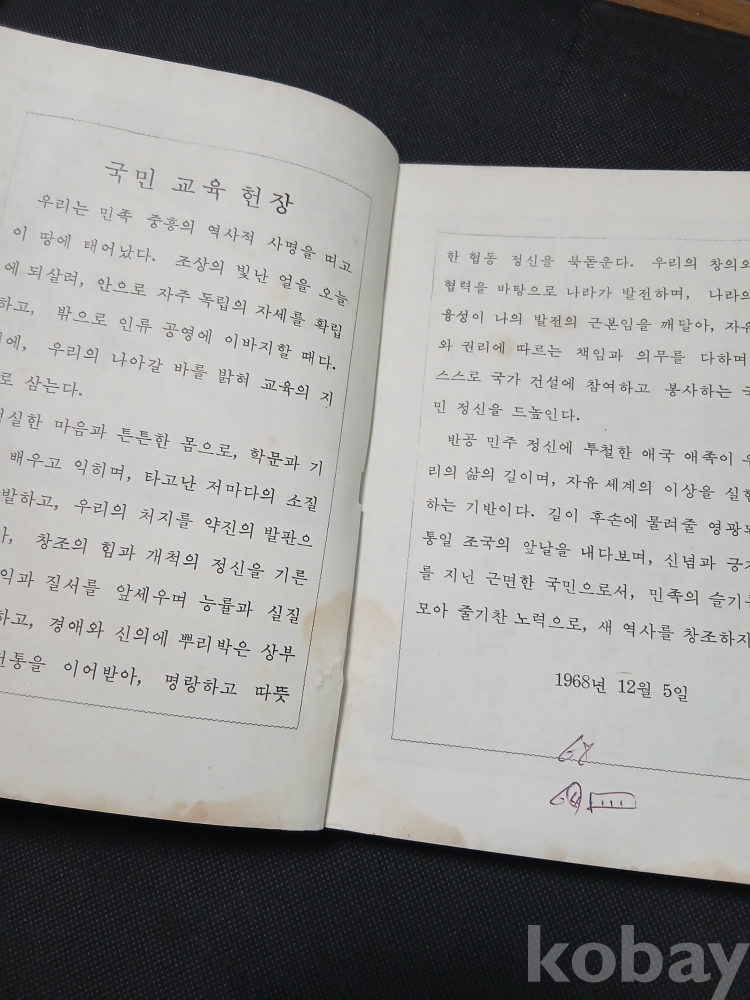 국민 교육 헌장
우리는 민족 중흥의 역사적 사명을 띠고
이 땅에 태어났다. 조상의 빛난 얼을 오늘
에 되살려, 안으로 자주 독립의 자세를 확립
하고, 밖으로 인류 공영에 이바지할 때다.
우리의 나아갈 바를 밝혀 교육의 지
로 삼는다.
마음과 튼튼한 몸으로, 학문과 기
배우고 익히며, 타고난 저마다의 소질
발하고, 우리의 처지를 약진의 발판으
창조의 힘과 개척의 정신을 기른
익과 질서를 앞세우며 능률과 실질
하고, 경애와 신의에 뿌리박은 상부
전통을 이어받아, 명랑하고 따뜻
한 협동 정신을 북돋운다. 우리의 창의와
협력을 바탕으로 나라가 발전하며, 나라의
융성이 나의 발전의 근본임을 깨달아, 자유
와 권리에 따르는 책임과 의무를 다하며
스스로 국가 건설에 참여하고 봉사하는 국
민 정신을 드높인다.
반공 민주 정신에 투철한 애국 애족이 우
리의 삶의 길이며, 자유 세계의 이상을 실현
하는 기반이다. 길이 후손에 물려줄 영광된
통일 조국의 앞날을 내다보며, 신념과 긍지
를 지닌 근면한 국민으로서, 민족의 슬기를
모아 줄기찬 노력으로, 새 역사를 창조하자
1968년 12월 5일
kobay